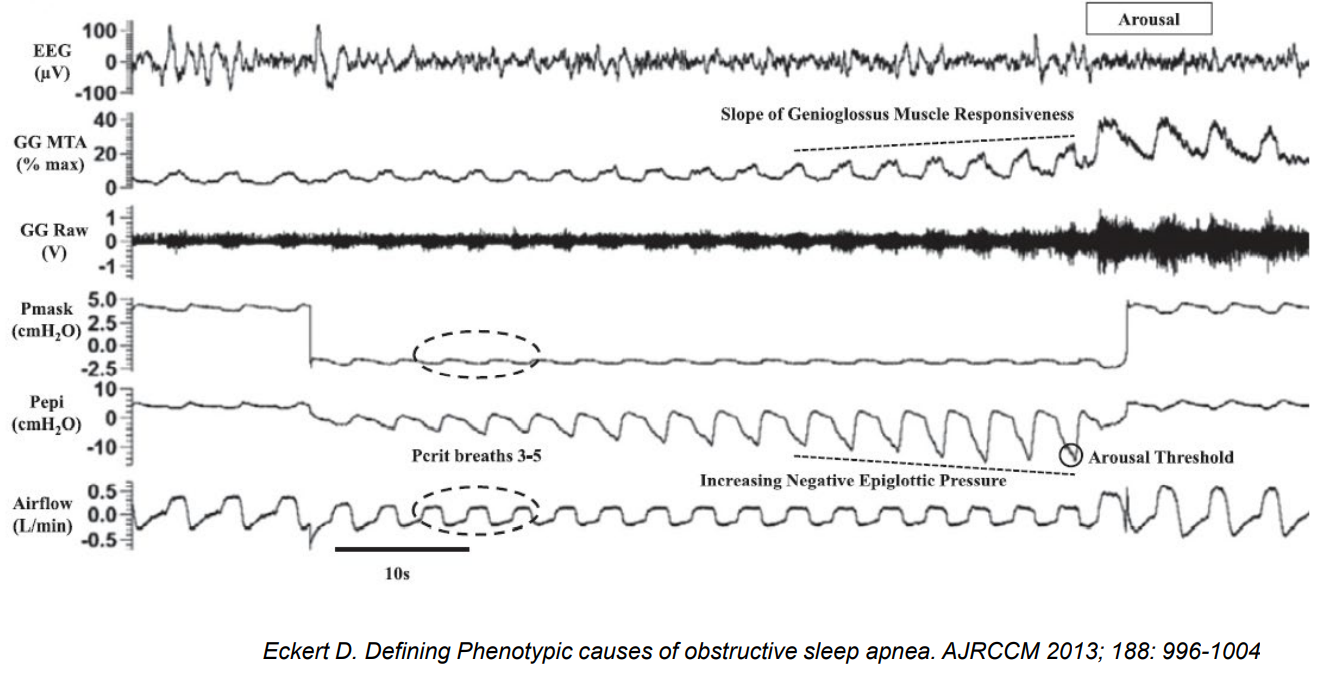 Arousal
EEG
(µV)
100
0
-100
Slope of Genioglossus Muscle Responsiveness
GG MTA
(% max)
40
20
0
GG Raw
(V)
1
0
-1
Pmask
(cmH₂O)
5.0
2.5
0.0
-2.5
Pepi
(cmH₂O)
10
0
-10
Pcrit breaths 3-5
Arousal Threshold
Increasing Negative Epiglottic Pressure
Airflow
(L/min)
0.5
0.0
-0.5
10s
Eckert D. Defining Phenotypic causes of obstructive sleep apnea. AJRCCM 2013; 188: 996-1004